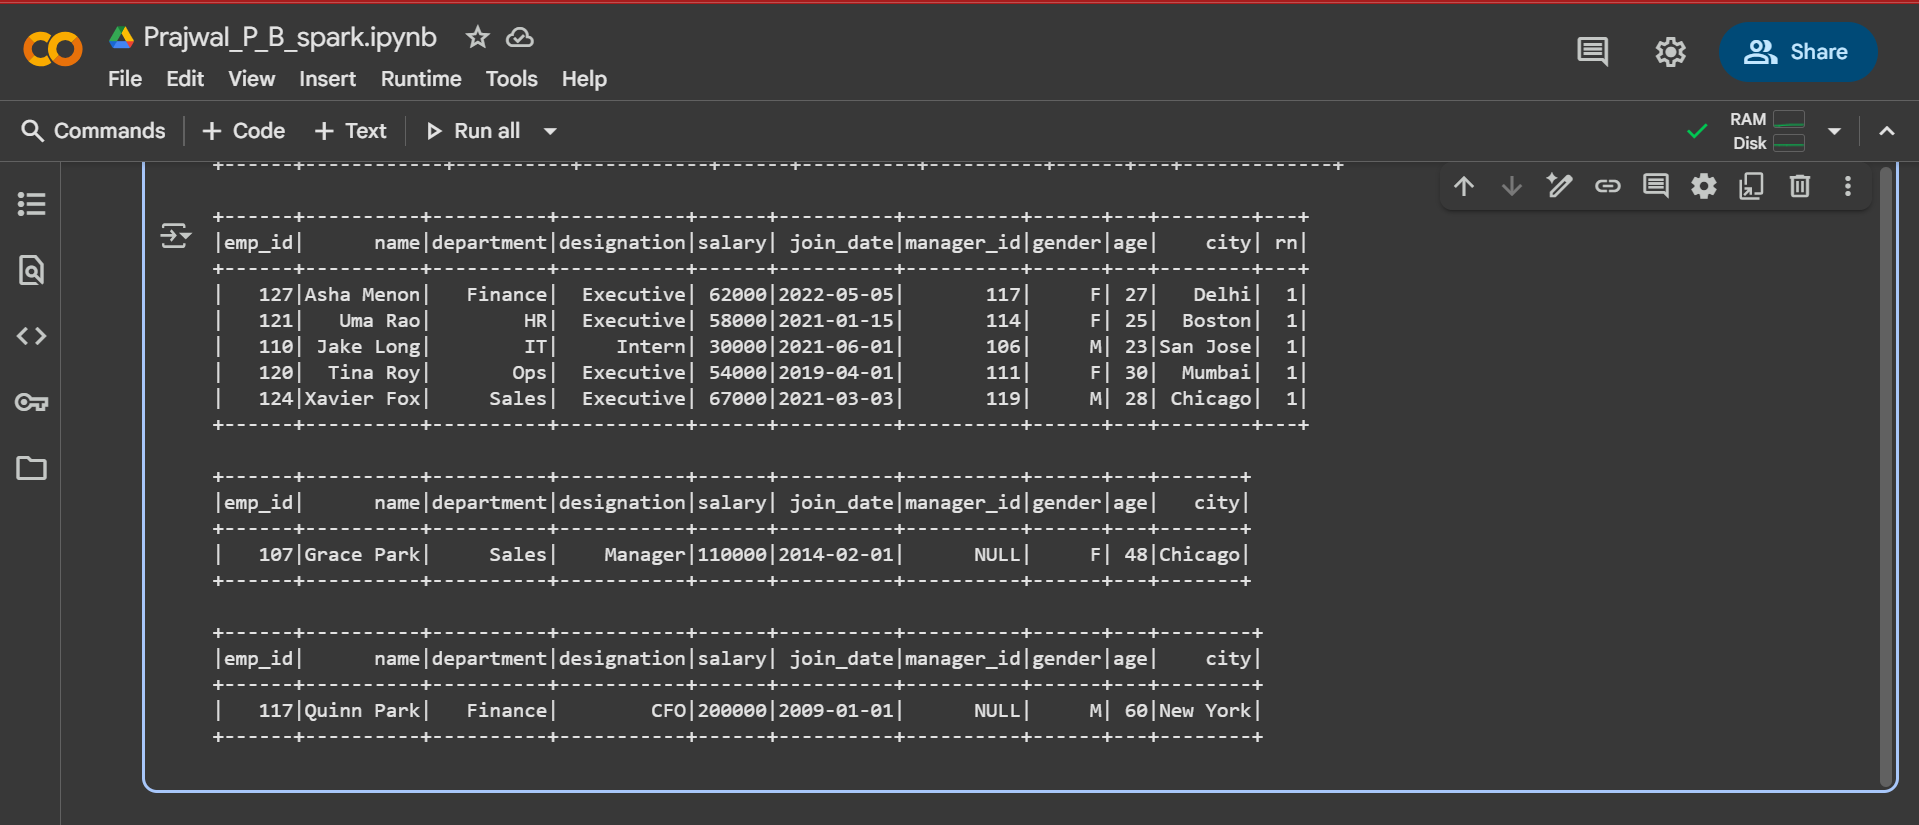 Prajwal_P_B_spark.ipynb
File Edit View Insert Runtime Tools Help
Share
Commands + Code + Text Run all
RAM
Disk
+------+------------+------------+-------------+------+----------+----------+------+---+-------------+
+------+----------+----------+-----------+------+----------+----------+------+---+--------+---+
|emp_id|      name|department|designation|salary| join_date|manager_id|gender|age|    city| rn|
+------+----------+----------+-----------+------+----------+----------+------+---+--------+---+
|   127|Asha Menon|   Finance|  Executive| 62000|2022-05-05|       117|     F| 27|   Delhi|  1|
|   121|   Uma Rao|        HR|  Executive| 58000|2021-01-15|       114|     F| 25|  Boston|  1|
|   110| Jake Long|        IT|     Intern| 30000|2021-06-01|       106|     M| 23|San Jose|  1|
|   120|  Tina Roy|       Ops|  Executive| 54000|2019-04-01|       111|     F| 30|  Mumbai|  1|
|   124|Xavier Fox|     Sales|  Executive| 67000|2021-03-03|       119|     M| 28| Chicago|  1|
+------+----------+----------+-----------+------+----------+----------+------+---+--------+---+
+------+----------+----------+-----------+------+----------+----------+------+---+-------+
|emp_id|      name|department|designation|salary| join_date|manager_id|gender|age|   city|
+------+----------+----------+-----------+------+----------+----------+------+---+-------+
|   107|Grace Park|     Sales|    Manager|110000|2014-02-01|      NULL|     F| 48|Chicago|
+------+----------+----------+-----------+------+----------+----------+------+---+-------+
+------+----------+----------+-----------+------+----------+----------+------+---+--------+
|emp_id|      name|department|designation|salary| join_date|manager_id|gender|age|    city|
+------+----------+----------+-----------+------+----------+----------+------+---+--------+
|   117|Quinn Park|   Finance|        CFO|200000|2009-01-01|      NULL|     M| 60|New York|
+------+----------+----------+-----------+------+----------+----------+------+---+--------+